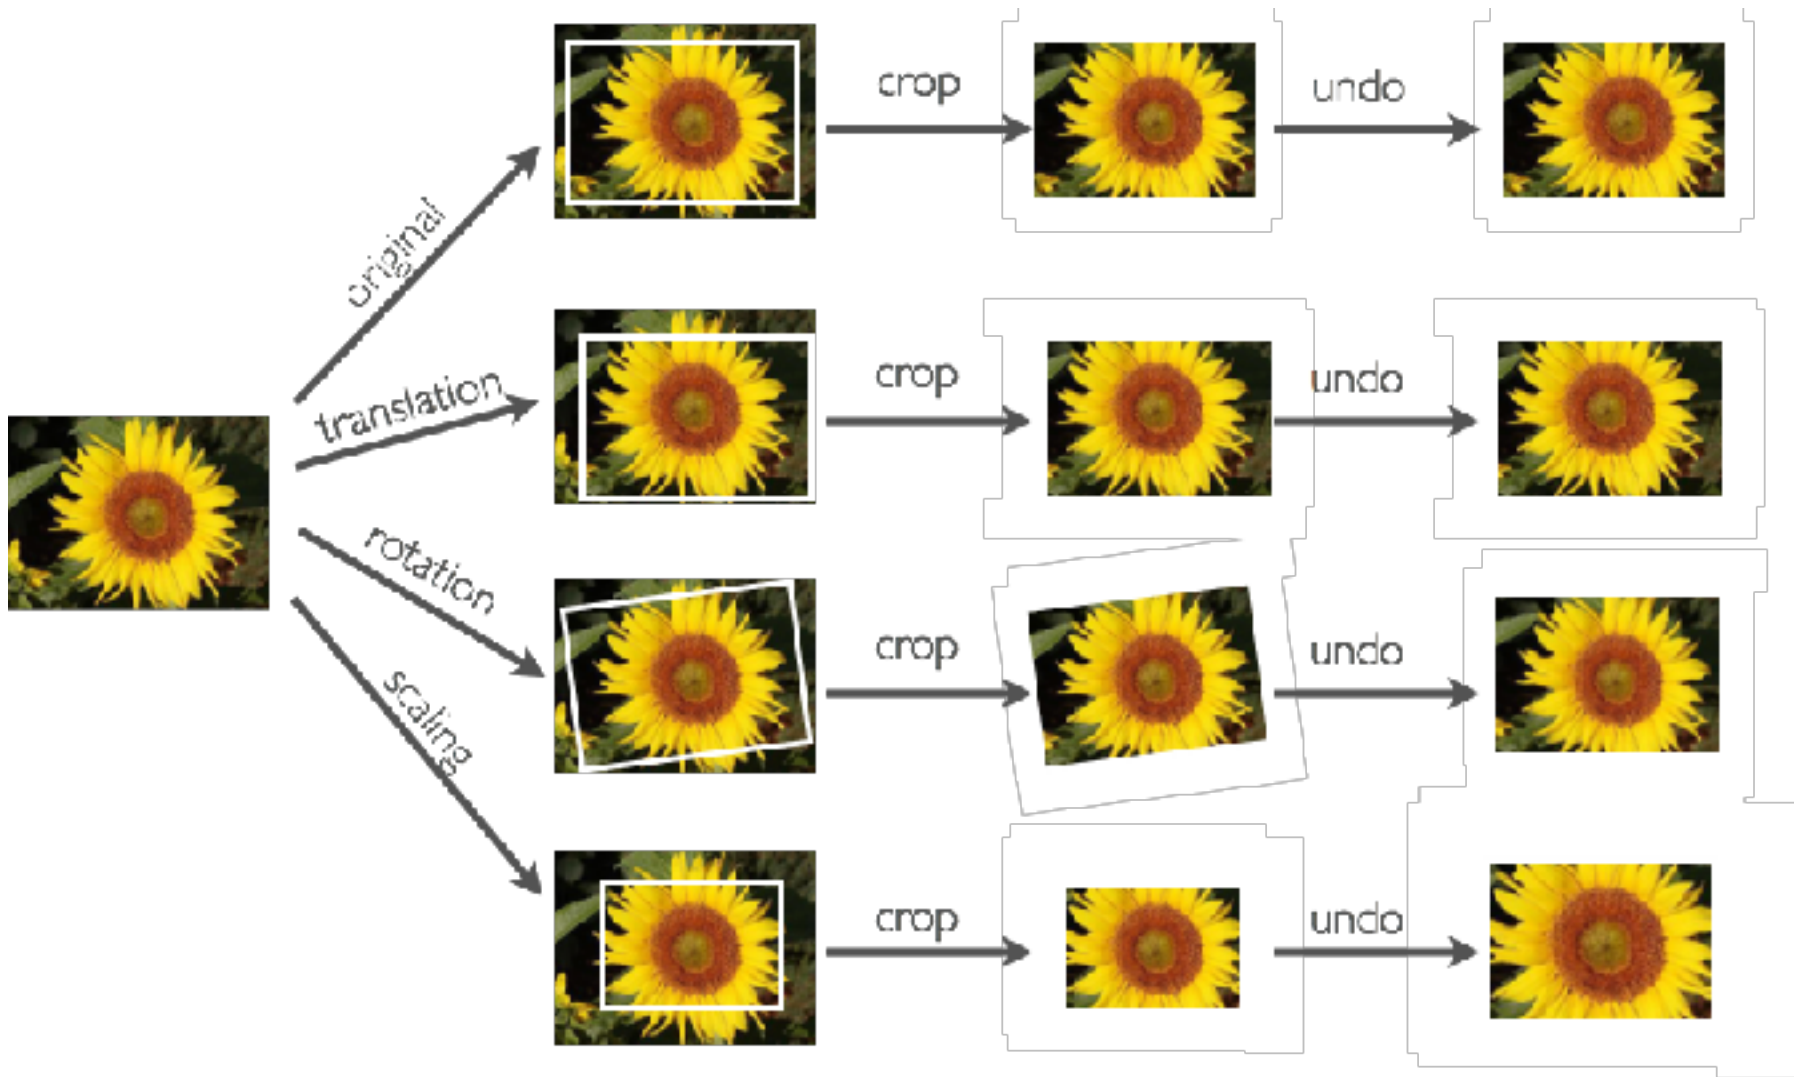 original
crop
undo
translation
crop
undo
rotation
crop
undo
scaling
crop
undo